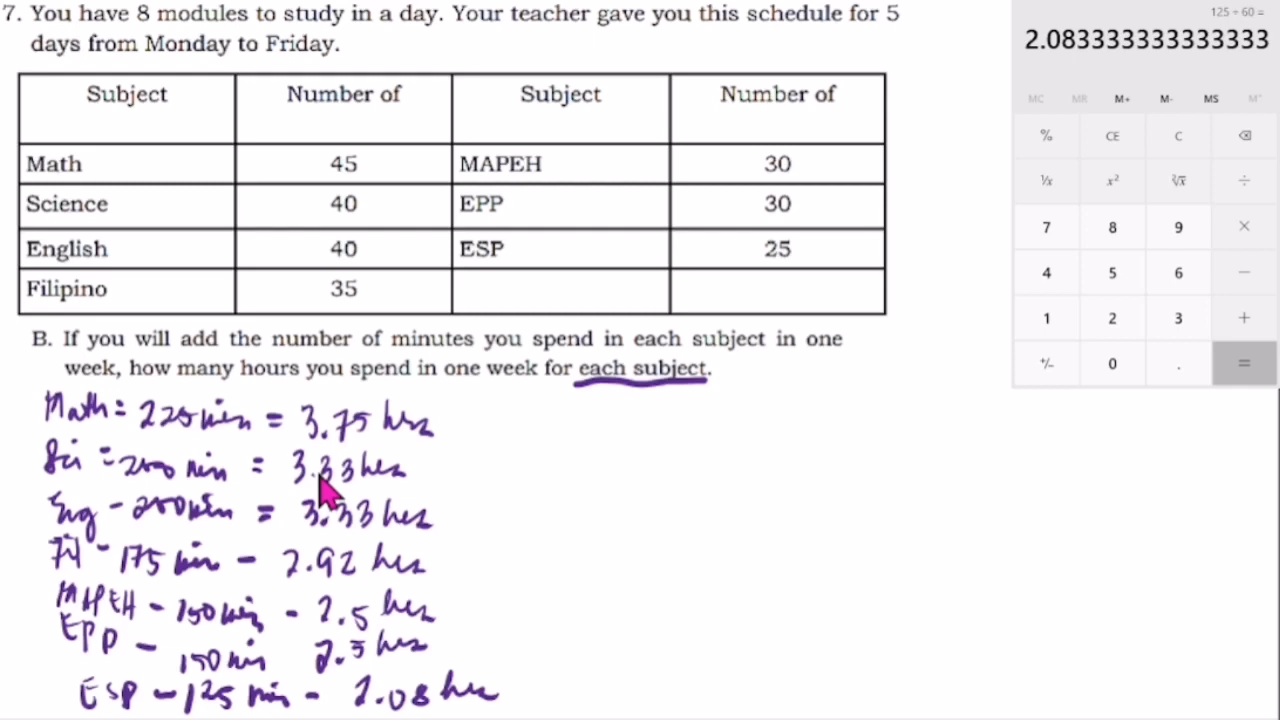 7. You have 8 modules to study in a day. Your teacher gave you this schedule for 5
days from Monday to Friday.
Subject Number of Subject Number of
Math 45 MAPEH 30
Science 40 EPP 30
English 40 ESP 25
Filipino 35
B. If you will add the number of minutes you spend in each subject in one
week, how many hours you spend in one week for each subject.
Math = 225 min = 3.75 hrs
Sci = 200 min = 3.33 hrs
Eng - 200 min = 3.33 hrs
Fil - 175 min - 2.92 hrs
MAPEH - 150 min - 2.5 hrs
EPP - 150 min 2.5 hrs
ESP - 125 min - 2.08 hrs
125 ÷ 60 =
2.083333333333333
MC MR M+ M- MS M˅
% CE C ⌫
¹/x x² ²√x ÷
7 8 9 ×
4 5 6 −
1 2 3 +
+/- 0 . =